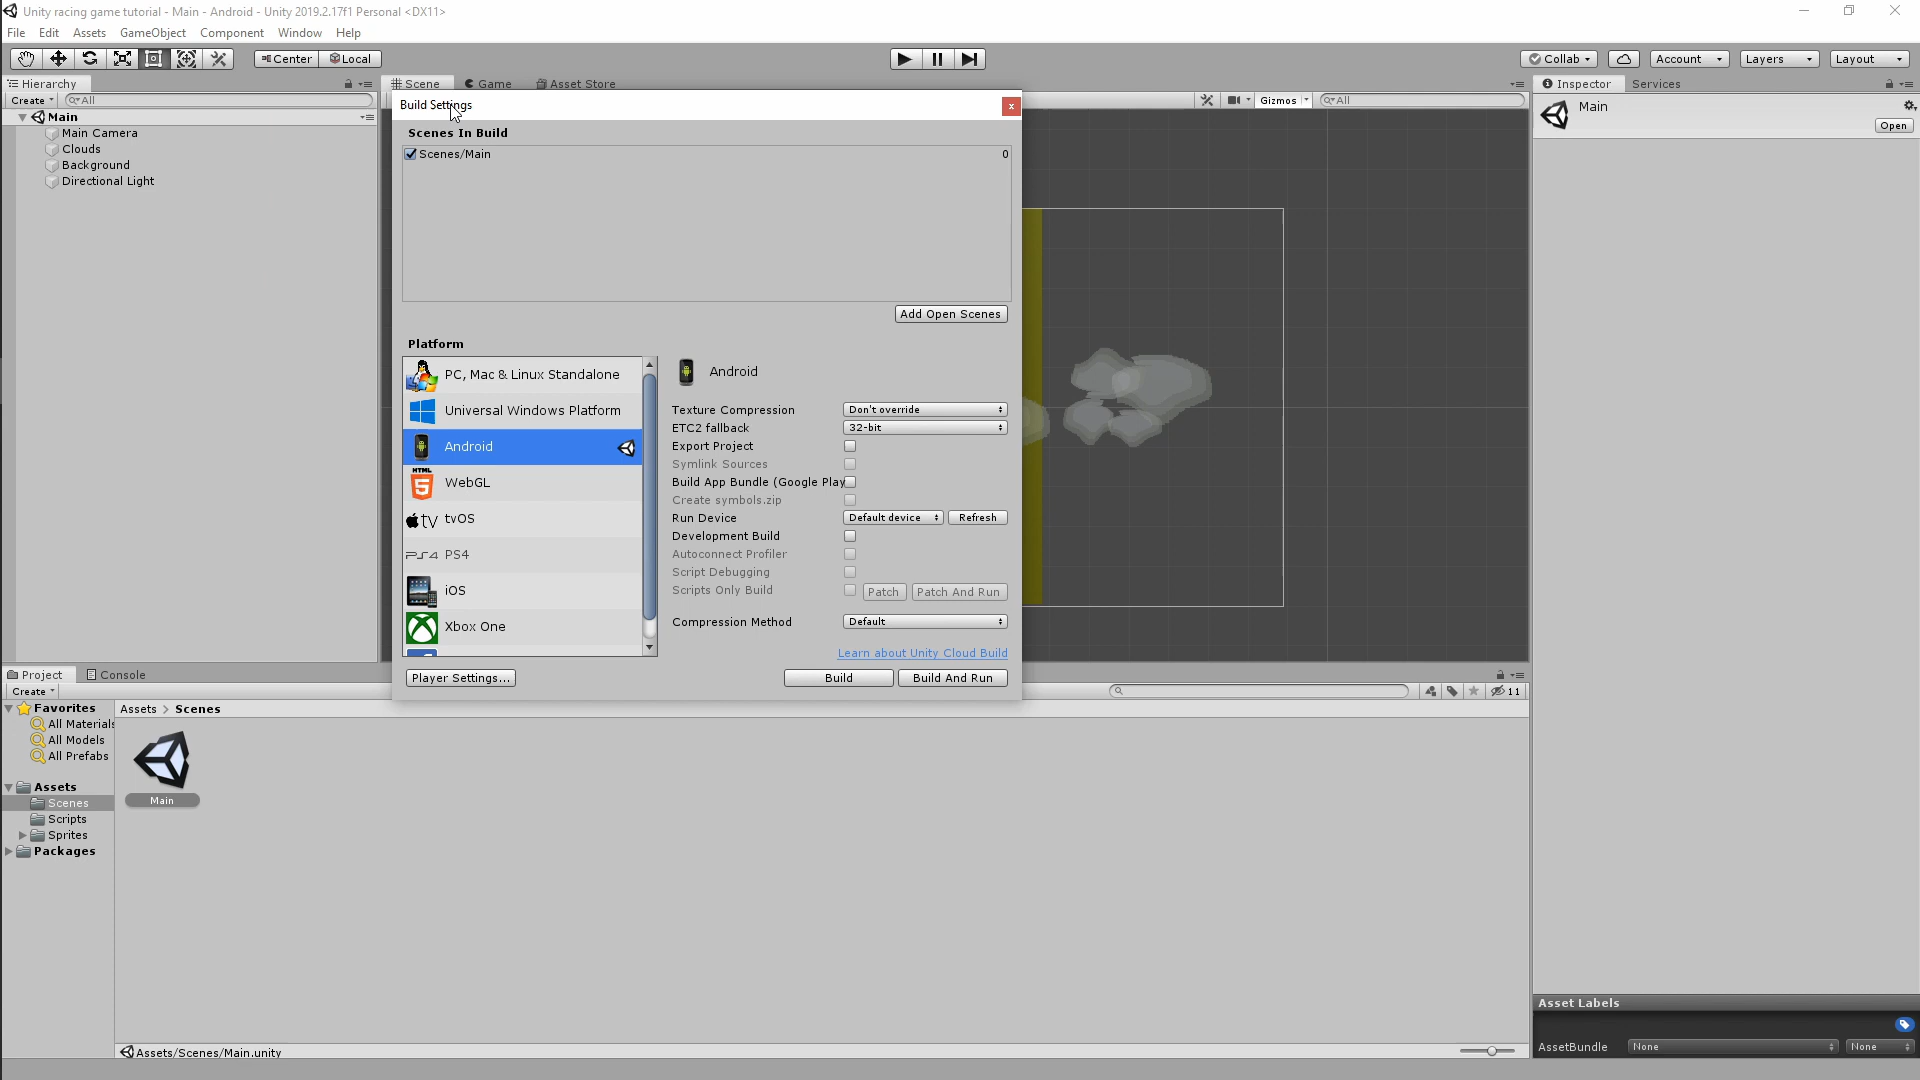 Unity racing game tutorial - Main - Android - Unity 2019.2.17f1 Personal <DX11>
File Edit Assets GameObject Component Window Help
Center Local Collab Account Layers Layout
Hierarchy Scene Game Asset Store Inspector Services
Create All Gizmos All
Main
Main Camera
Clouds
Background
Directional Light
Build Settings
Scenes In Build
Scenes/Main 0
Add Open Scenes
Platform
PC, Mac & Linux Standalone
Universal Windows Platform
Android
HTML
5
WebGL
tv tvOS
PS4 PS4
iOS
Xbox One
Player Settings...
Android
Texture Compression Don't override
ETC2 fallback 32-bit
Export Project
Symlink Sources
Build App Bundle (Google Play
Create symbols.zip
Run Device Default device Refresh
Development Build
Autoconnect Profiler
Script Debugging
Scripts Only Build Patch Patch And Run
Compression Method Default
Learn about Unity Cloud Build
Build Build And Run
Main
Open
Project Console
Create 11
Favorites
All Materials
All Models
All Prefabs
Assets
Scenes
Scripts
Sprites
Packages
Assets > Scenes
Main
Assets/Scenes/Main.unity
Asset Labels
AssetBundle None None